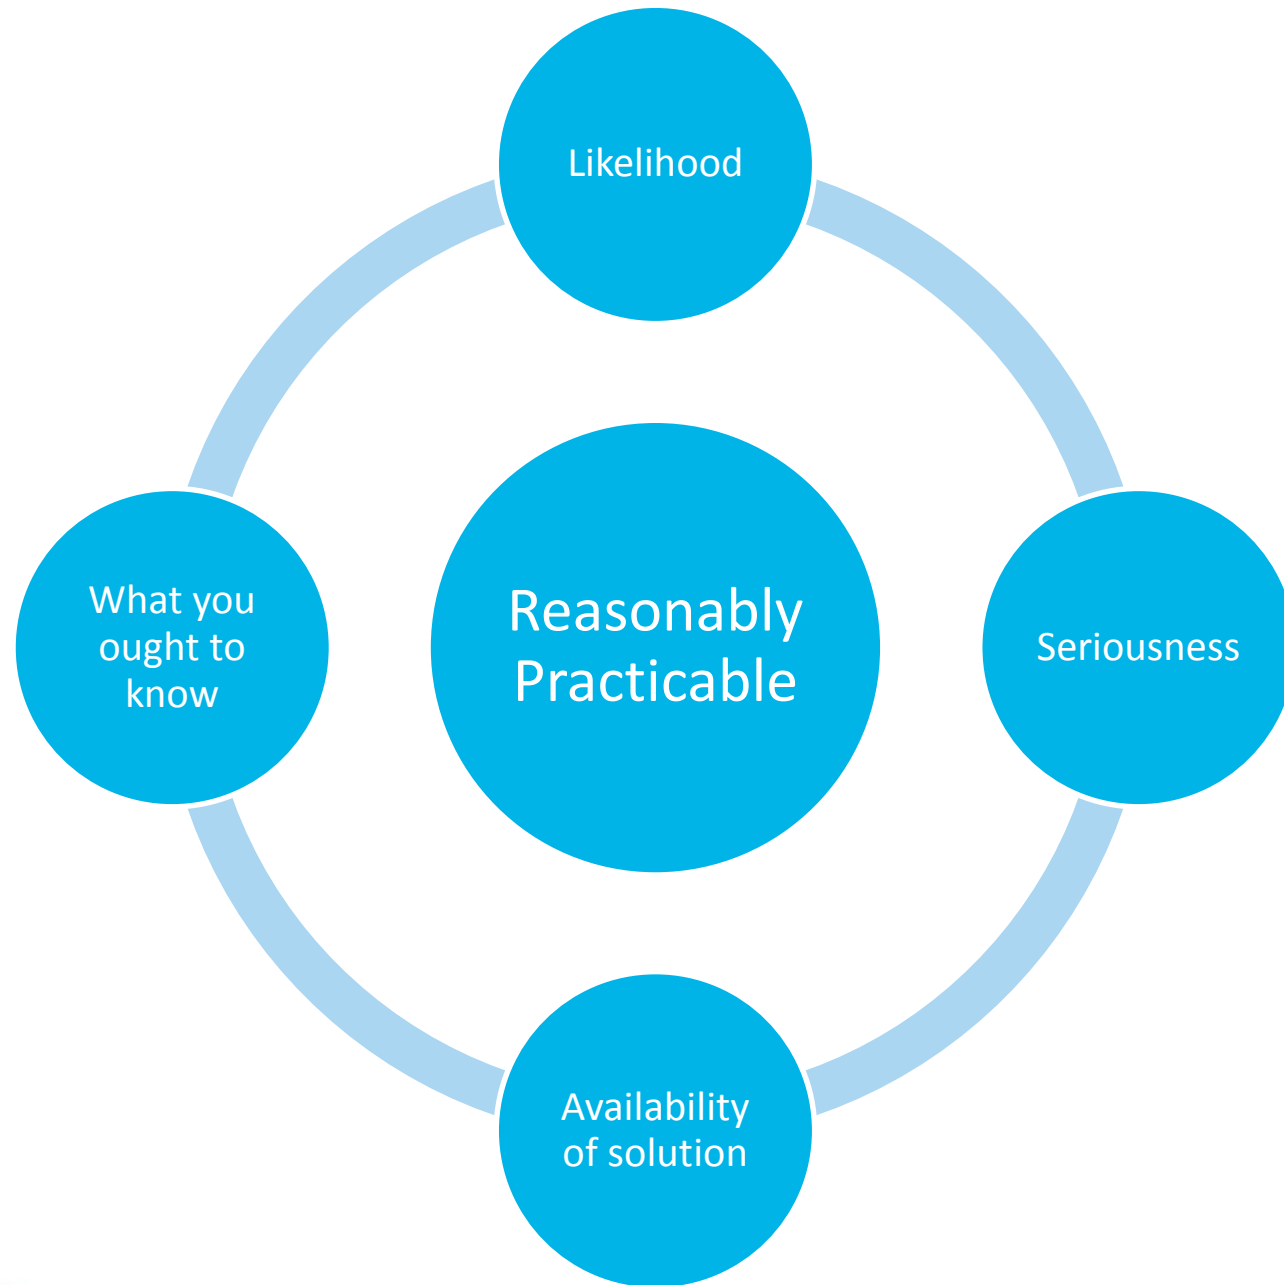 Likelihood
What you
ought to
know
Reasonably
Practicable
Seriousness
Availability
of solution